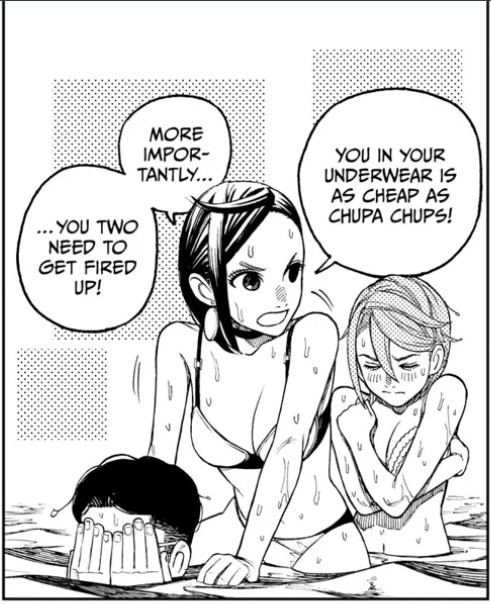 YOU IN YOUR
UNDERWEAR IS
AS CHEAP AS
CHUPA CHUPS!
MORE
IMPOR-
TANTLY...
...YOU TWO
NEED TO
GET FIRED
UP!